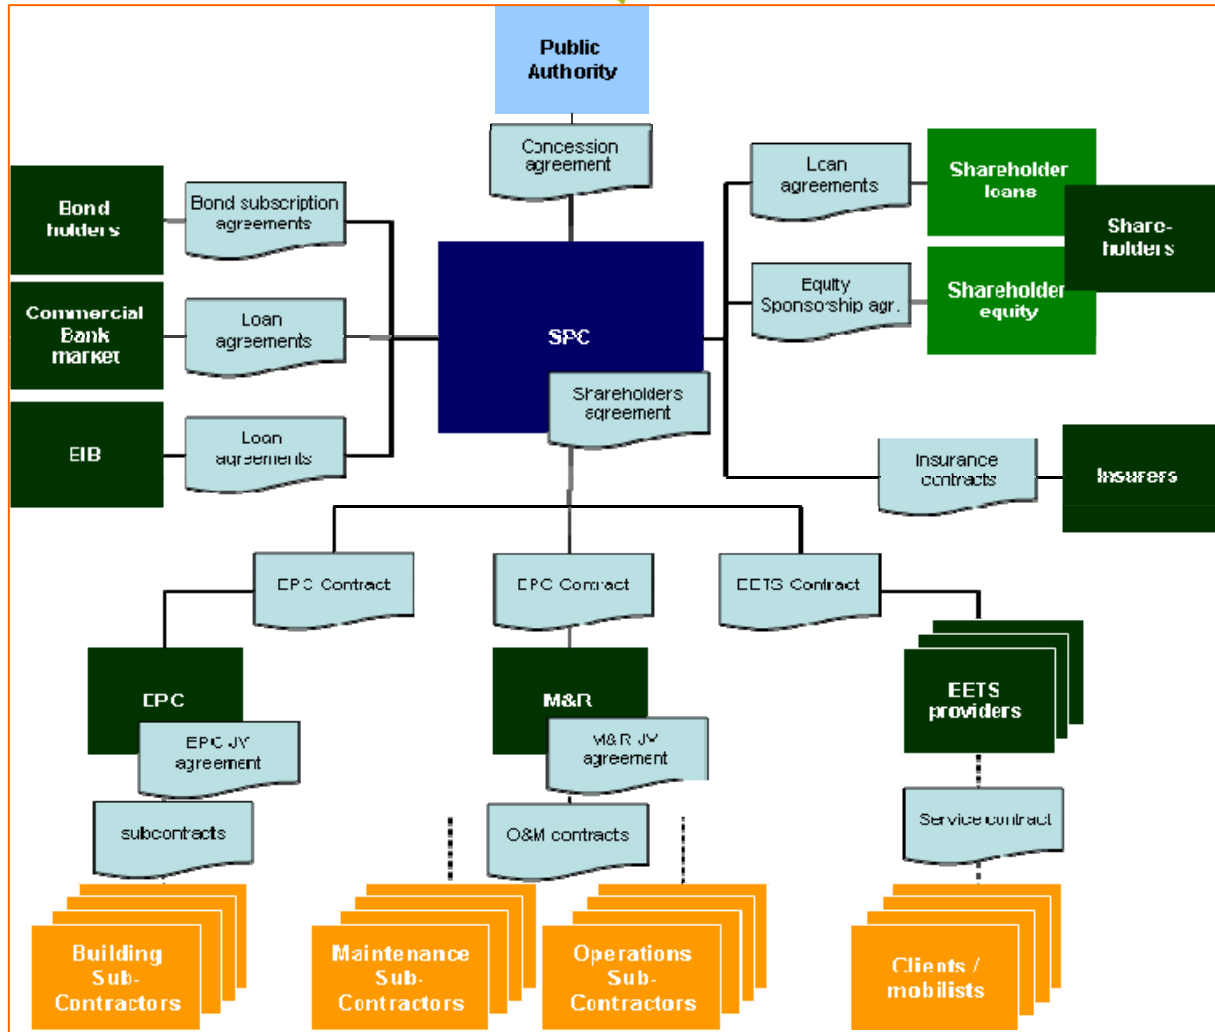 Public
Authority
Concession
agreement
Loan
agreements
Shareholder
loans
Share-
holders
Bond
holders
Bond subscription
agreements
Equity
Sponsorship agr.
Shareholder
equity
Commercial
Bank
market
Loan
agreements
SPC
Shareholders
agreement
EIB
Loan
agreements
Insurance
contracts
Insurers
EPC Contract
EPC Contract
EETS Contract
EPC
EPC JV
agreement
M&R
M&R JV
agreement
EETS
providers
subcontracts
O&M contracts
Service contract
Building
Sub-
Contractors
Maintenance
Sub-
Contractors
Operations
Sub-
Contractors
Clients /
mobilists